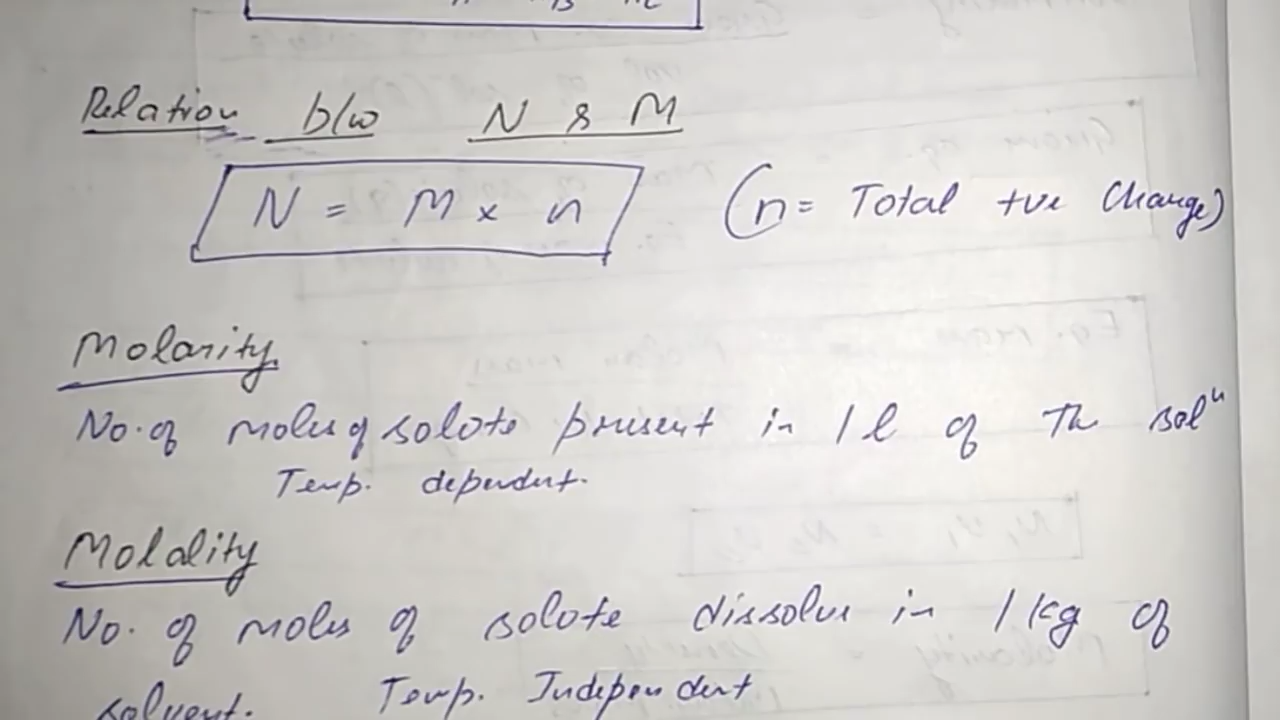 Relation b/w N & M
N = M x n (n = Total +ve Charge)
Molarity
No. of moles of solute present in 1 l of The solⁿ
Temp. dependent.
Molality
No. of moles of solute dissolve in 1 kg of
solvent. Temp. Independent